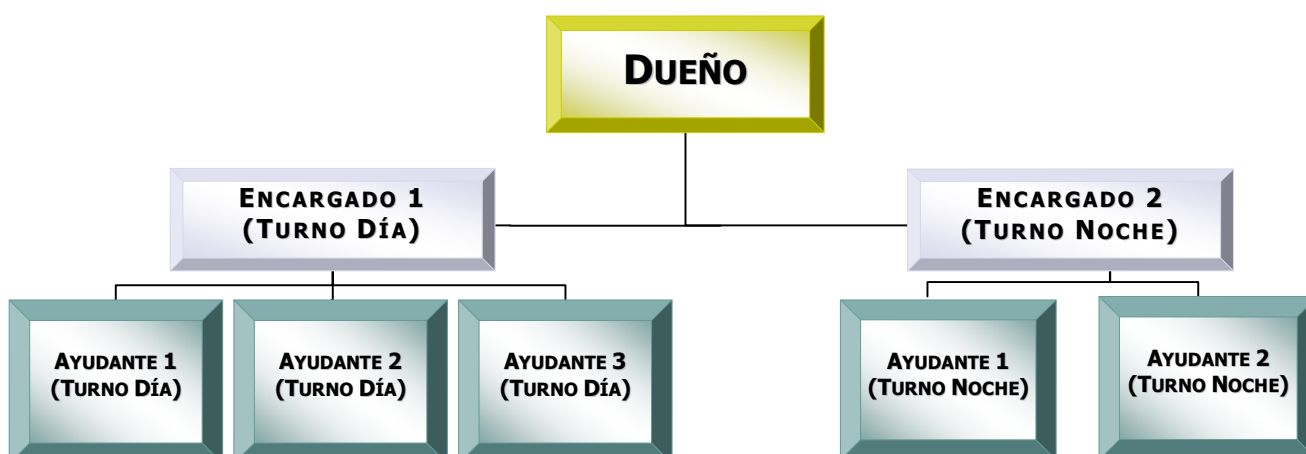 DUEÑO
ENCARGADO 1
(TURNO DÍA)
ENCARGADO 2
(TURNO NOCHE)
AYUDANTE 1
(TURNO DÍA)
AYUDANTE 2
(TURNO DÍA)
AYUDANTE 3
(TURNO DÍA)
AYUDANTE 1
(TURNO NOCHE)
AYUDANTE 2
(TURNO NOCHE)